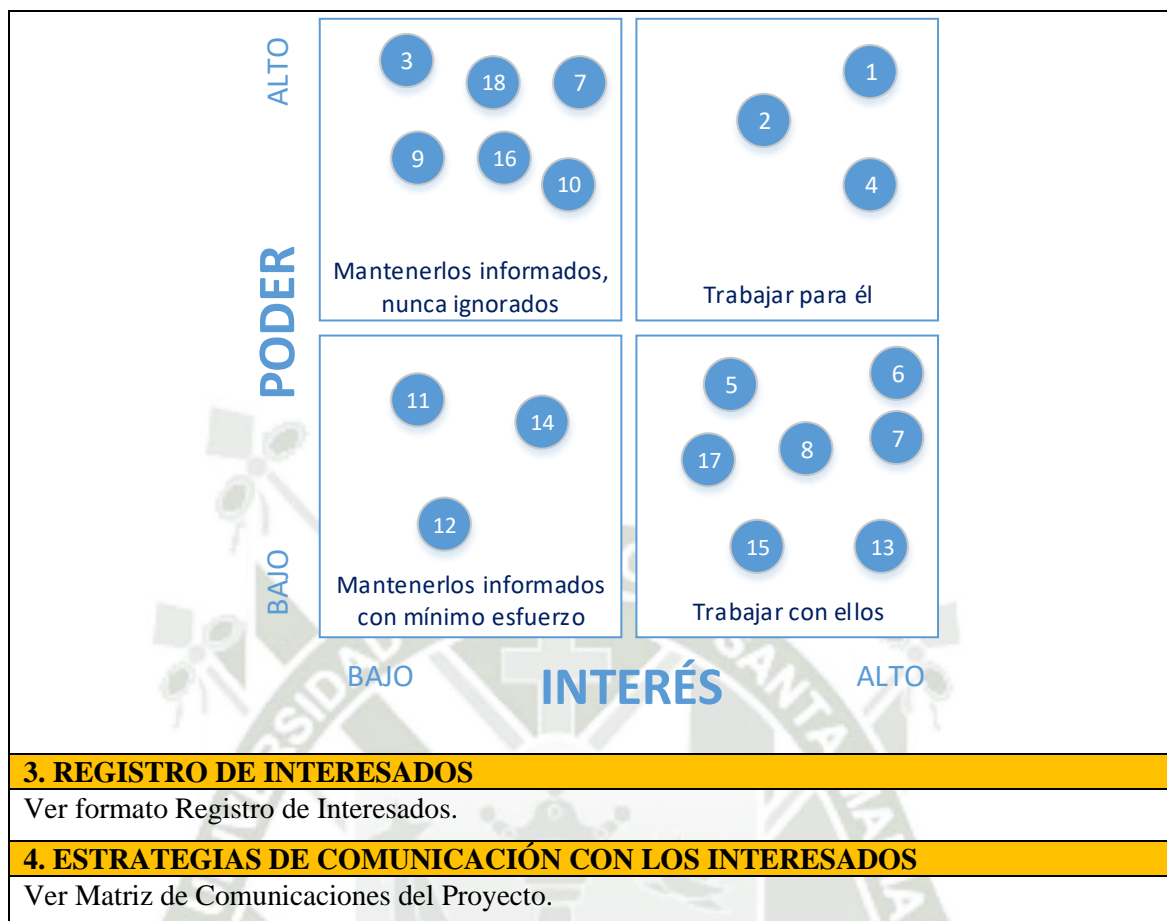 ALTO
PODER
BAJO
3
18
7
9
16
10
Mantenerlos informados,
nunca ignorados
1
2
4
Trabajar para él
11
14
12
Mantenerlos informados
con mínimo esfuerzo
5
6
7
8
17
15
13
Trabajar con ellos
BAJO
INTERÉS
ALTO
3. REGISTRO DE INTERESADOS
Ver formato Registro de Interesados.
4. ESTRATEGIAS DE COMUNICACIÓN CON LOS INTERESADOS
Ver Matriz de Comunicaciones del Proyecto.